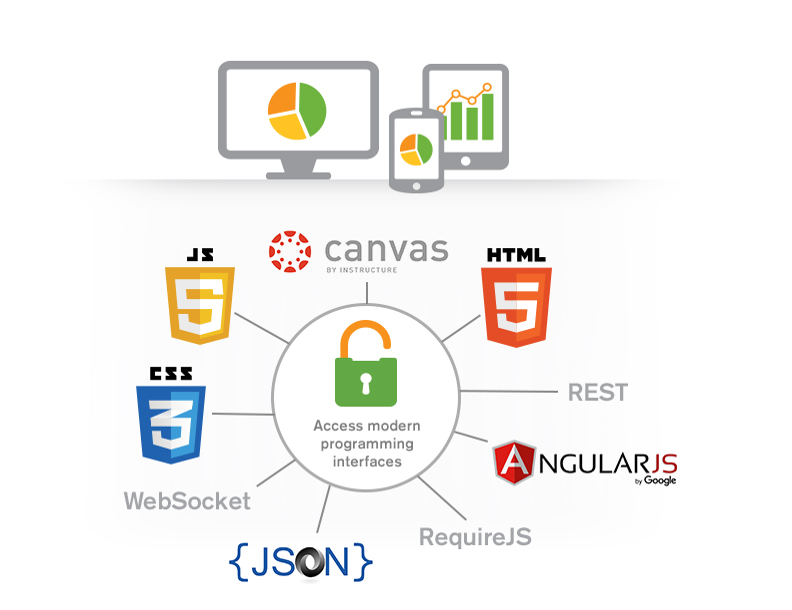 canvas
BY INSTRUCTURE
JS
5
HTML
5
CSS
3
Access modern
programming
interfaces
REST
ANGULARJS
by Google
WebSocket
RequireJS
{JSON}